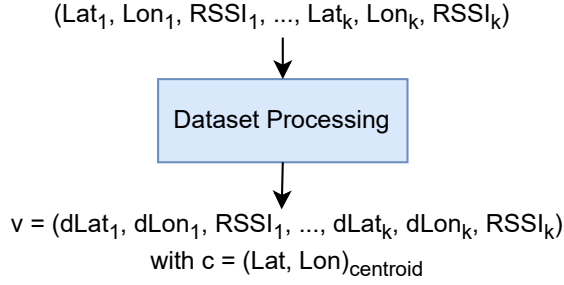 (Lat₁, Lon₁, RSSI₁, ..., Latₖ, Lonₖ, RSSIₖ)
Dataset Processing
v = (dLat₁, dLon₁, RSSI₁, ..., dLatₖ, dLonₖ, RSSIₖ)
with c = (Lat, Lon)centroid